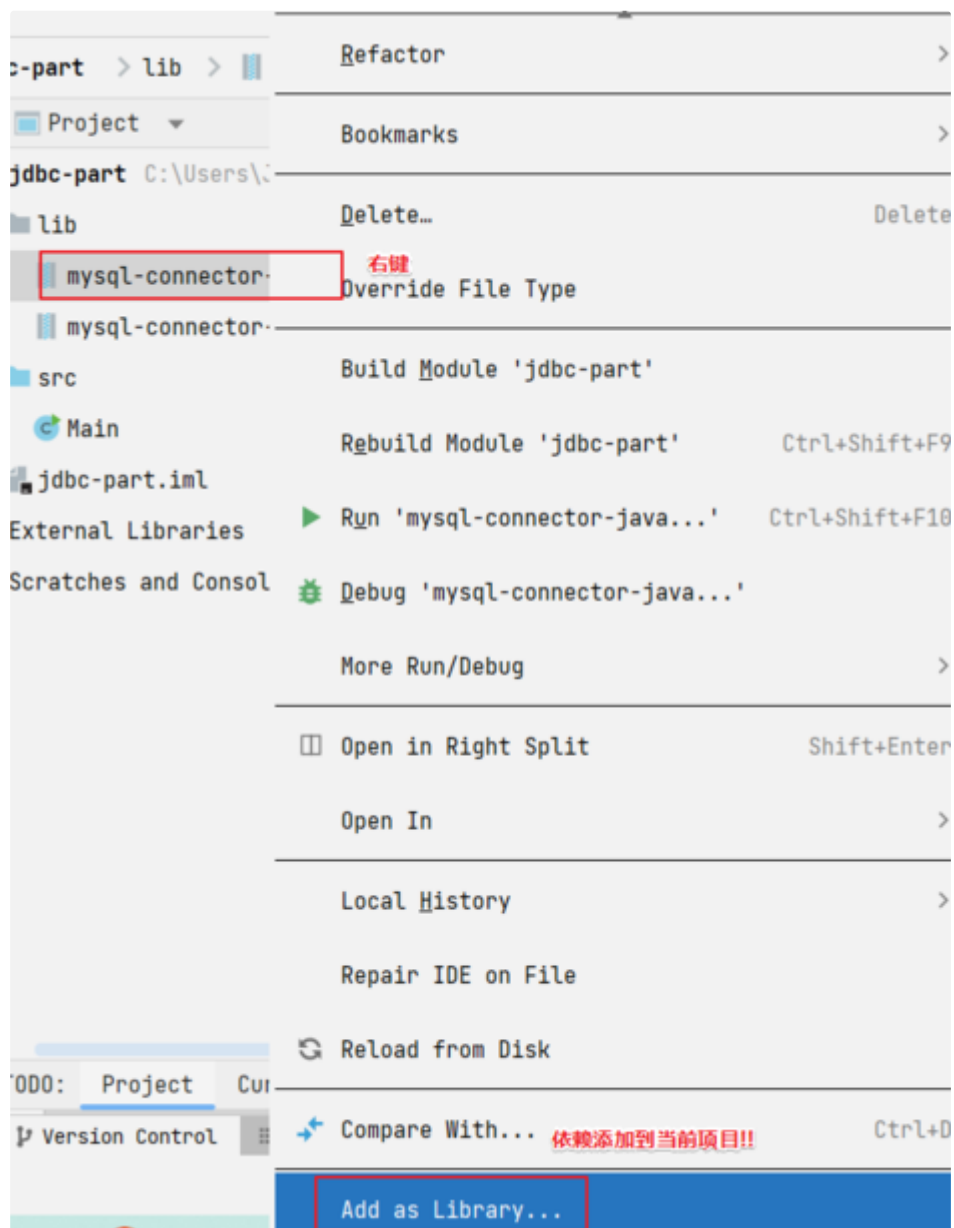 c-part > lib >
Project
jdbc-part C:\Users\J
lib
mysql-connector-
mysql-connector-
src
Main
jdbc-part.iml
External Libraries
Scratches and Consol
TODO: Project Cur
Version Control
Refactor
Bookmarks
Delete… Delete
右键
Override File Type
Build Module 'jdbc-part'
Rebuild Module 'jdbc-part' Ctrl+Shift+F9
Run 'mysql-connector-java...' Ctrl+Shift+F10
Debug 'mysql-connector-java...'
More Run/Debug
Open in Right Split Shift+Enter
Open In
Local History
Repair IDE on File
Reload from Disk
Compare With... Ctrl+D
依赖添加到当前项目!!
Add as Library...